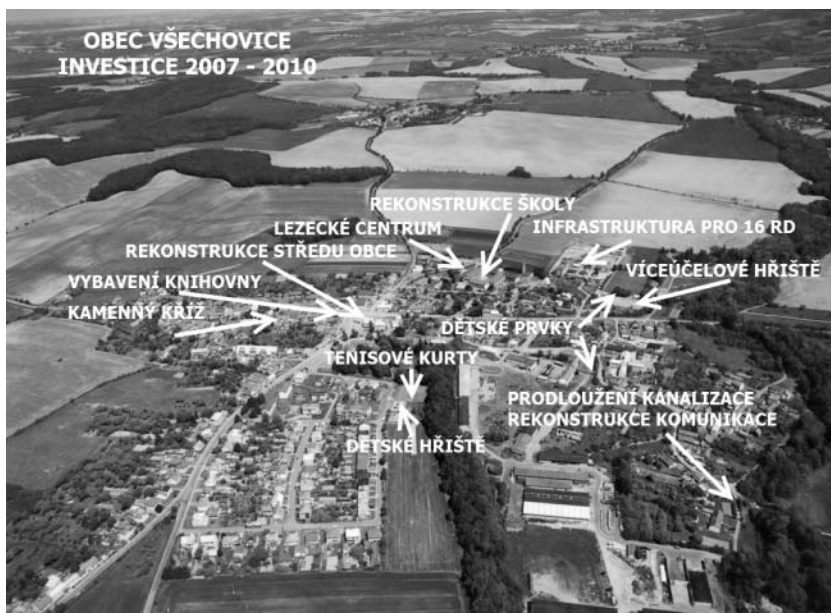 OBEC VŠECHOVICE
INVESTICE 2007 - 2010
REKONSTRUKCE ŠKOLY
LEZECKÉ CENTRUM
INFRASTRUKTURA PRO 16 RD
REKONSTRUKCE STŘEDU OBCE
VÍCEÚČELOVÉ HŘIŠTĚ
VYBAVENÍ KNIHOVNY
KAMENNÝ KŘÍŽ
DĚTSKÉ PRVKY
TENISOVÉ KURTY
PRODLOUŽENÍ KANALIZACE
REKONSTRUKCE KOMUNIKACE
DĚTSKÉ HŘIŠTĚ